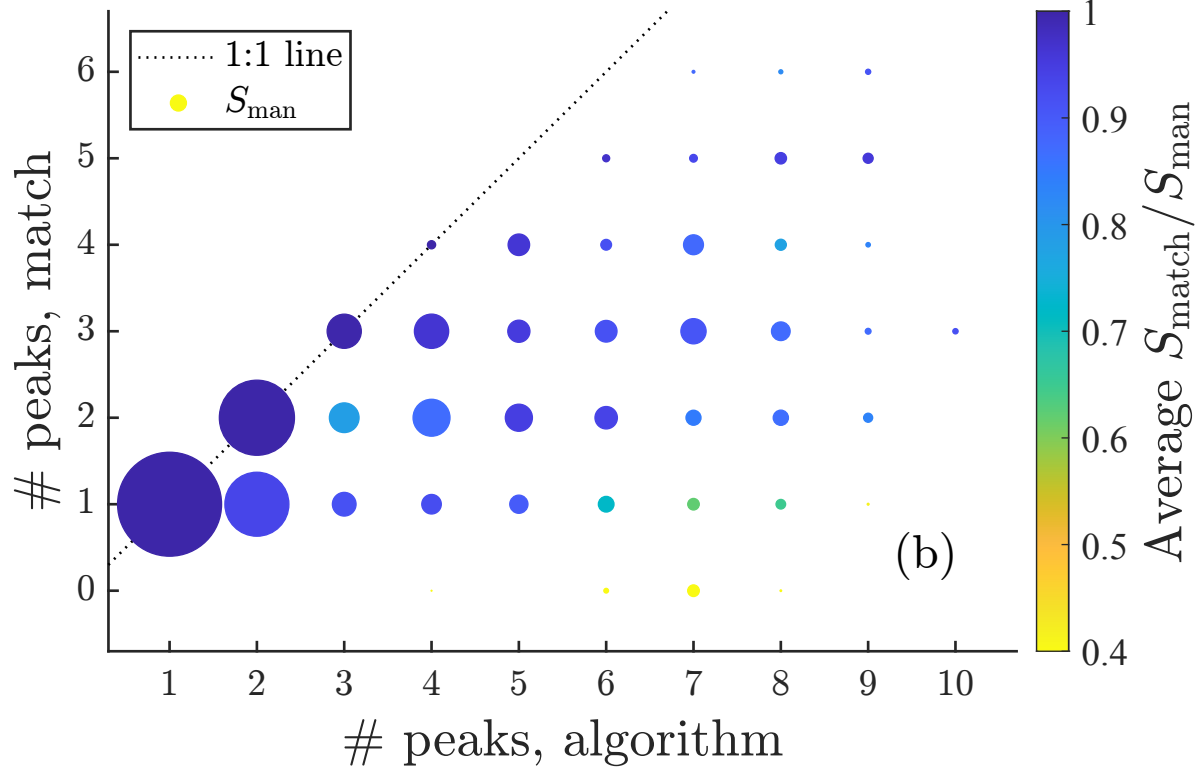 1:1 line
S_man
# peaks, match
6
5
4
3
2
1
0
(b)
1 2 3 4 5 6 7 8 9 10
# peaks, algorithm
1
0.9
0.8
0.7
0.6
0.5
0.4
Average S_match/S_man